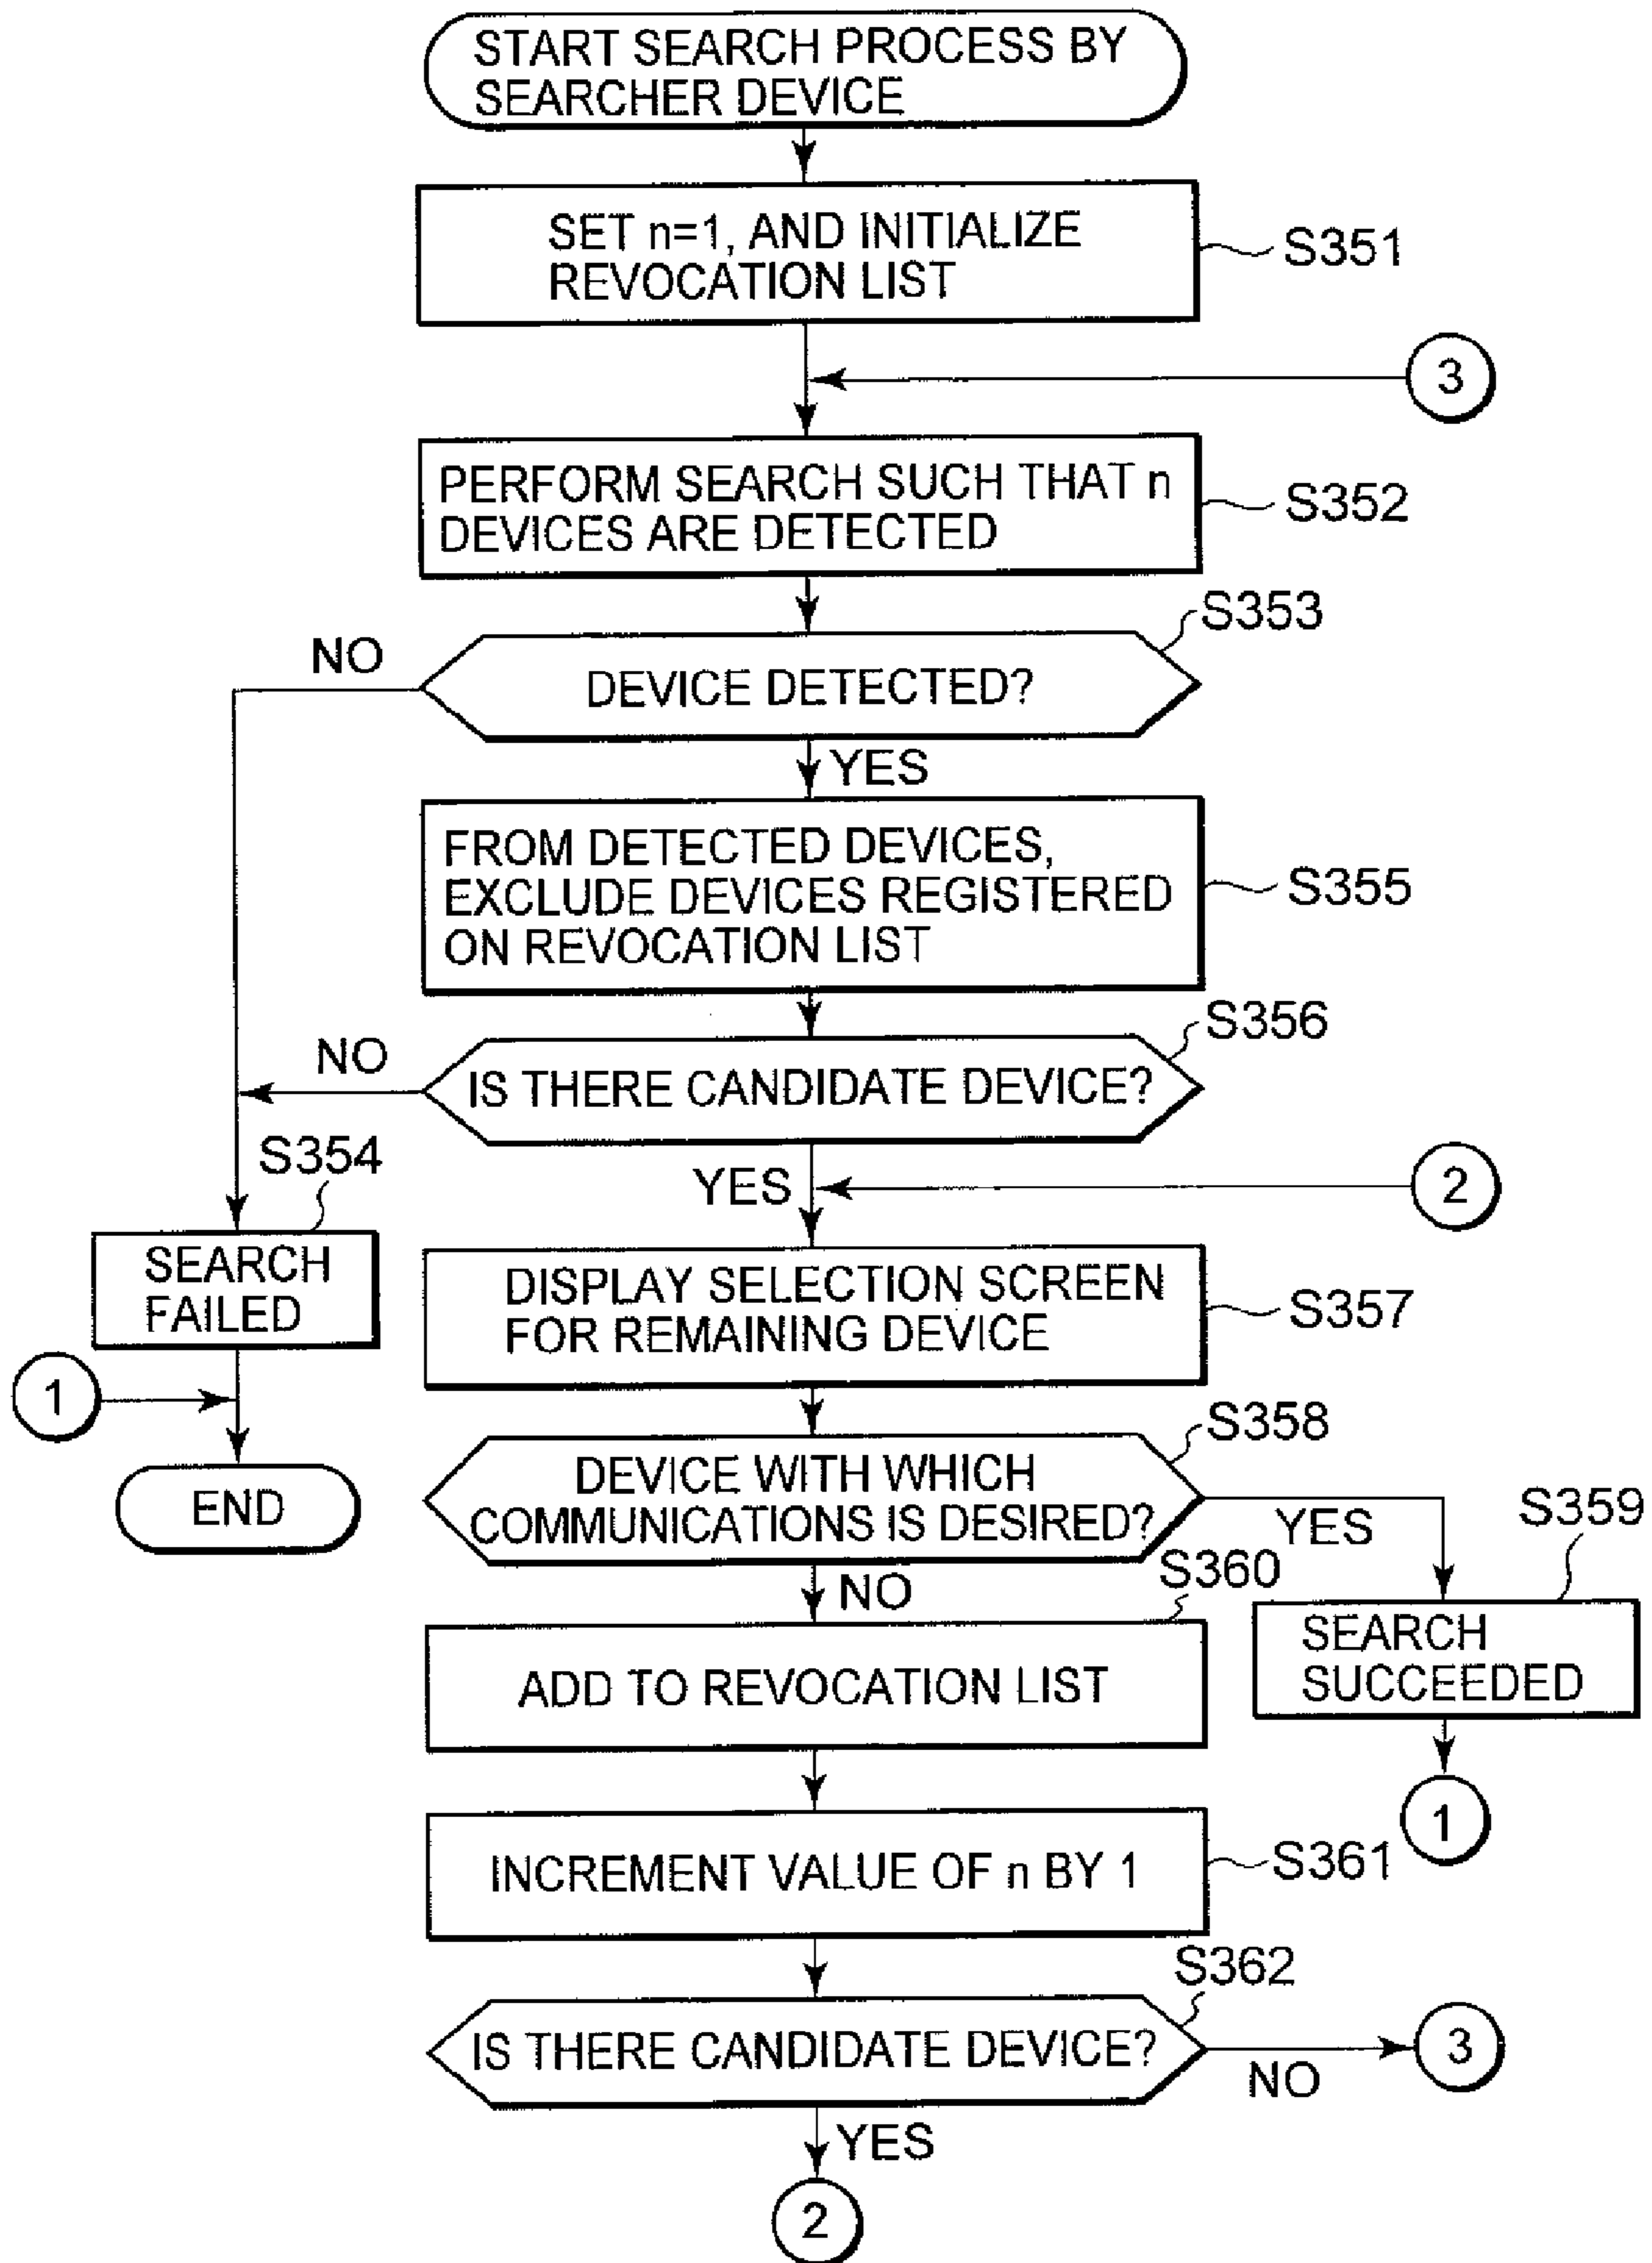 START SEARCH PROCESS BY
SEARCHER DEVICE
SET n=1, AND INITIALIZE
REVOCATION LIST
S351
3
PERFORM SEARCH SUCH THAT n
DEVICES ARE DETECTED
S352
S353
NO
DEVICE DETECTED?
YES
FROM DETECTED DEVICES,
EXCLUDE DEVICES REGISTERED
ON REVOCATION LIST
S355
S356
NO
IS THERE CANDIDATE DEVICE?
S354
YES
2
SEARCH
FAILED
DISPLAY SELECTION SCREEN
FOR REMAINING DEVICE
S357
1
END
S358
DEVICE WITH WHICH
COMMUNICATIONS IS DESIRED?
YES
S359
NO
S360
SEARCH
SUCCEEDED
ADD TO REVOCATION LIST
1
INCREMENT VALUE OF n BY 1
S361
S362
IS THERE CANDIDATE DEVICE?
NO
3
YES
2